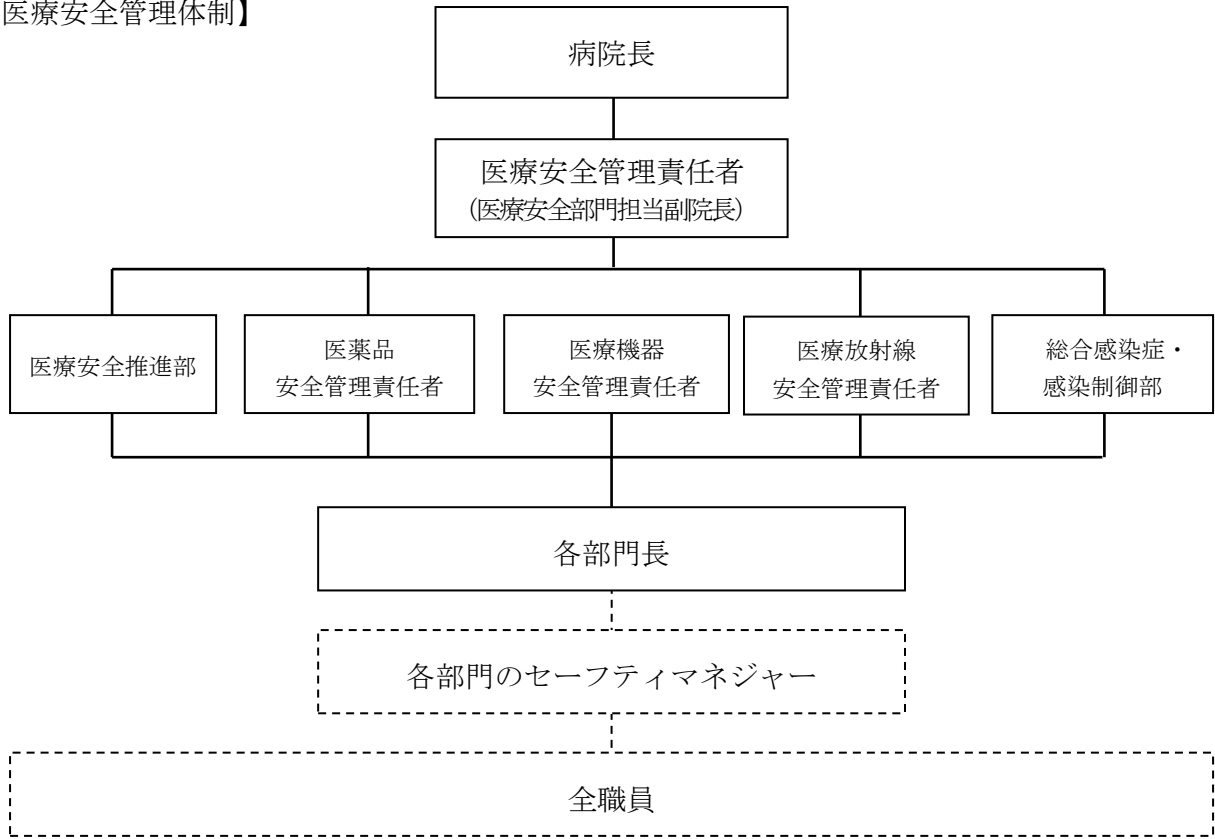 医療安全管理体制】
病院長
医療安全管理責任者
（医療安全部門担当副院長）
医療安全推進部
医薬品
安全管理責任者
医療機器
安全管理責任者
医療放射線
安全管理責任者
総合感染症・
感染制御部
各部門長
各部門のセーフティマネジャー
全職員